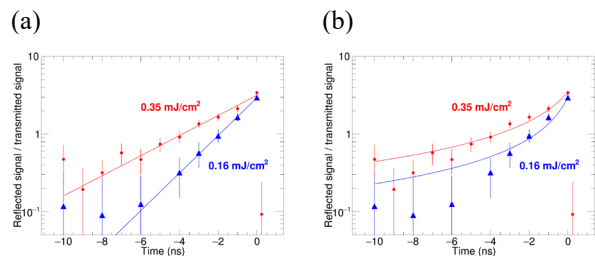 (a)
(b)
Reflected signal / transmitted signal
10
1
10⁻¹
0.35 mJ/cm²
0.16 mJ/cm²
−10 −8 −6 −4 −2 0
Time (ns)
Reflected signal / transmitted signal
10
1
10⁻¹
0.35 mJ/cm²
0.16 mJ/cm²
−10 −8 −6 −4 −2 0
Time (ns)